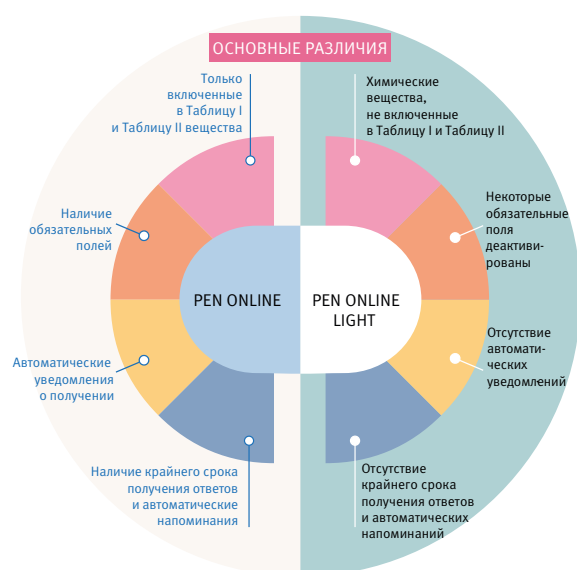 ОСНОВНЫЕ РАЗЛИЧИЯ
Только
включенные
в Таблицу I
и Таблицу II вещества
Наличие
обязательных
полей
Автоматические
уведомления
о получении
Наличие крайнего срока
получения ответов
и автоматические
напоминания
PEN ONLINE
PEN ONLINE
LIGHT
Химические
вещества,
не включенные
в Таблицу I и Таблицу II
Некоторые
обязательные
поля
деактиви-
рованы
Отсутствие
автомати-
ческих
уведомлений
Отсутствие
крайнего срока
получения ответов
и автоматических
напоминаний